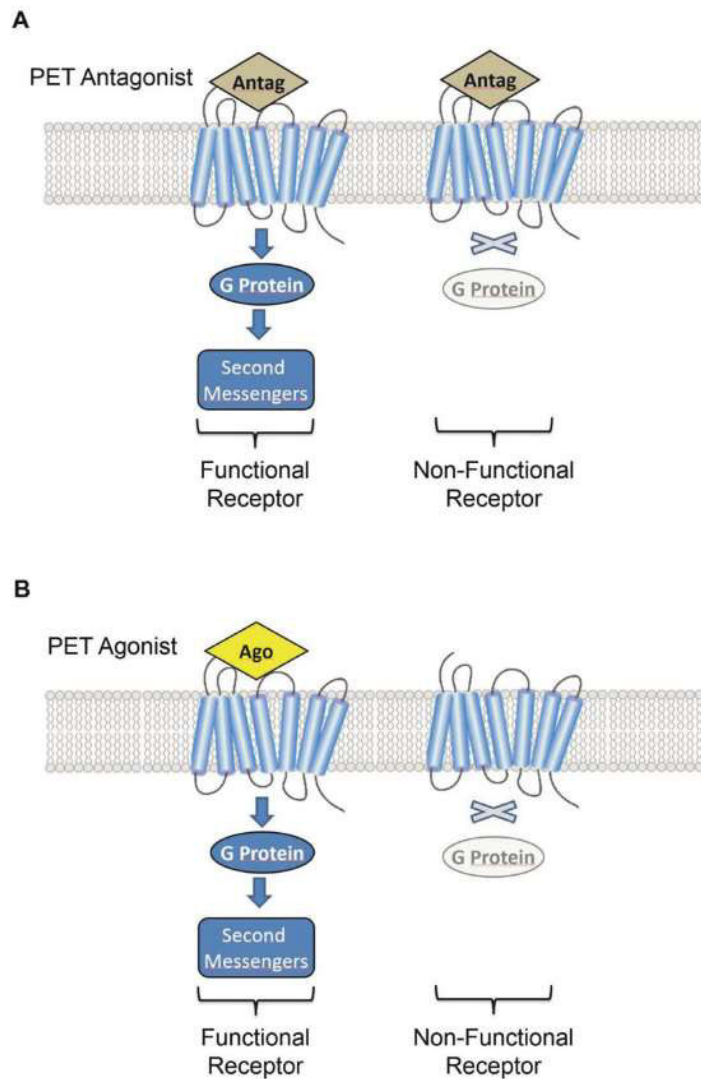 A
PET Antagonist
Antag
Antag
G Protein
G Protein
Second
Messengers
Functional
Receptor
Non-Functional
Receptor
B
PET Agonist
Ago
G Protein
G Protein
Second
Messengers
Functional
Receptor
Non-Functional
Receptor